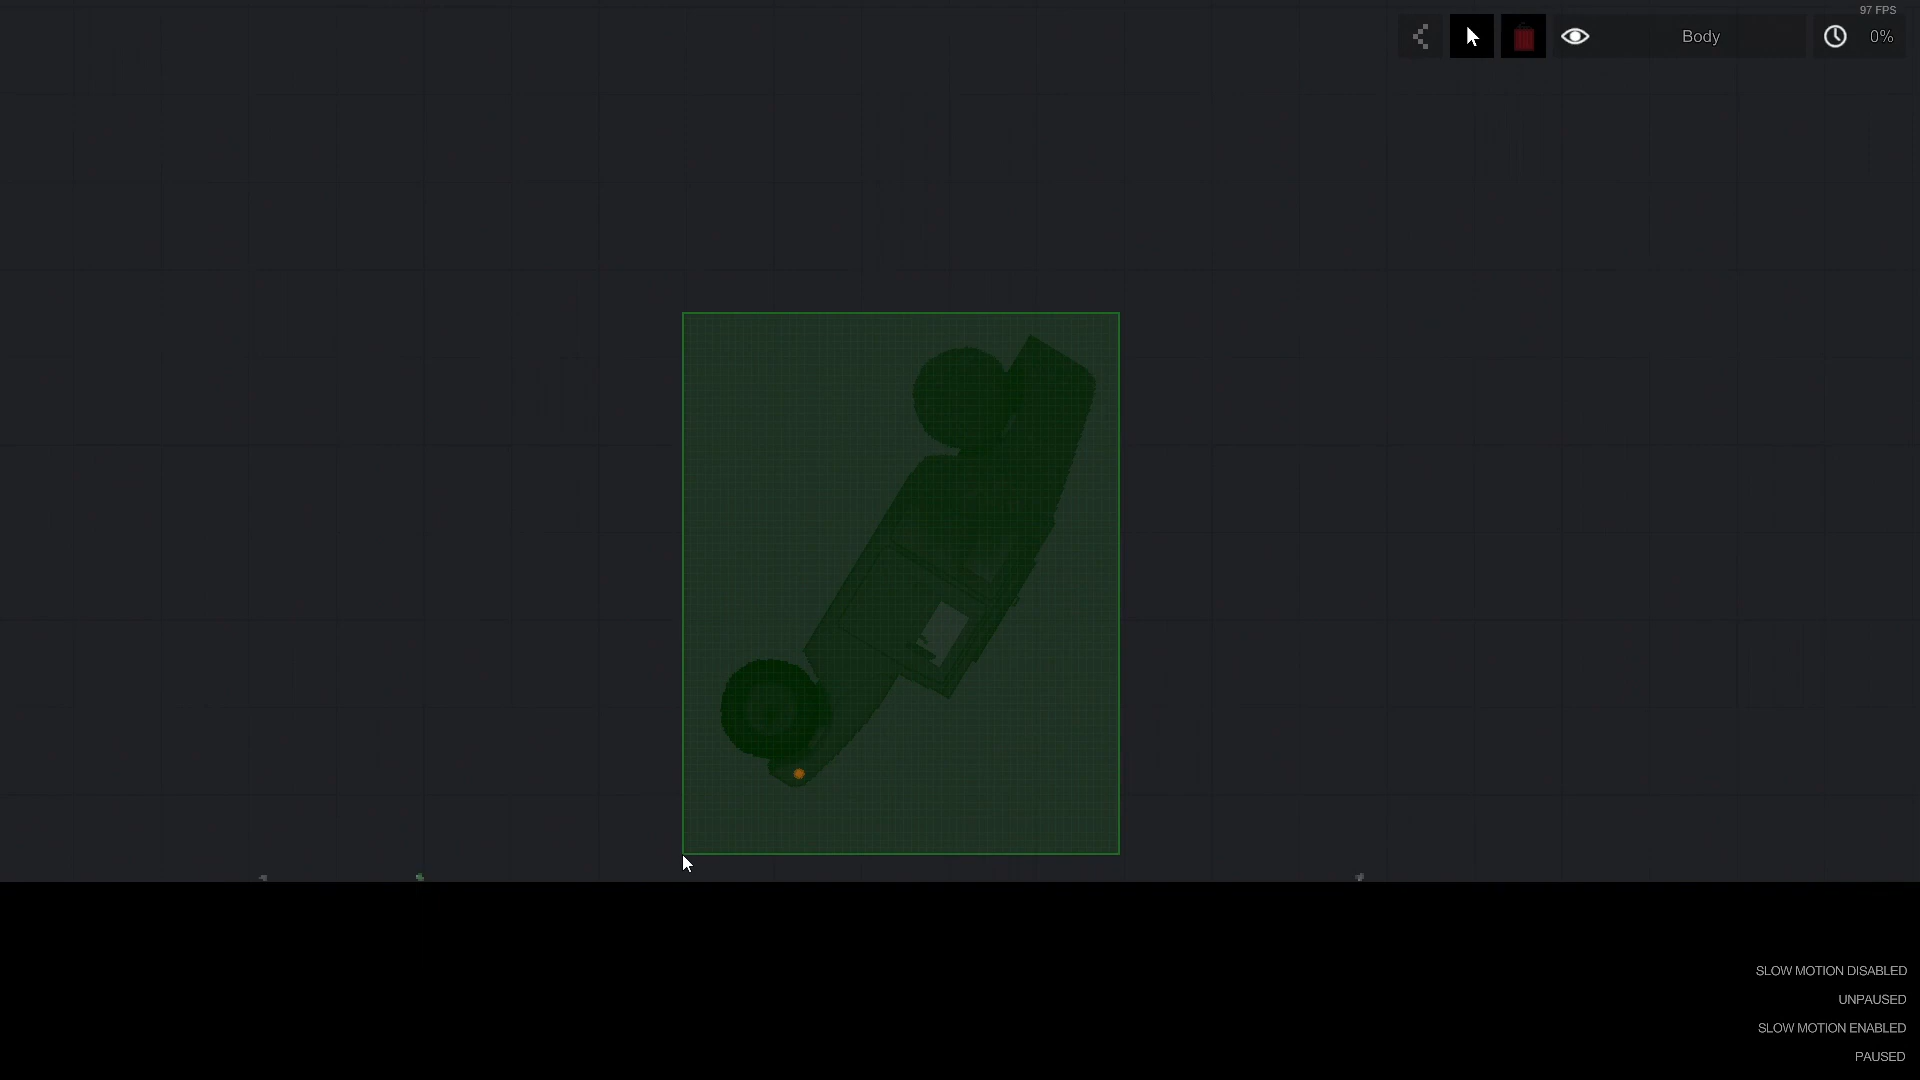 97 FPS
Body
0%
SLOW MOTION DISABLED
UNPAUSED
SLOW MOTION ENABLED
PAUSED